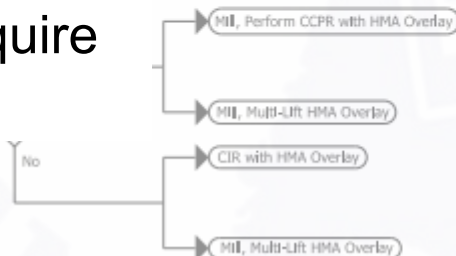 quire
Mill, Perform CCPR with HMA Overlay
Mill, Multi-Lift HMA Overlay
No
CIR with HMA Overlay
Mill, Multi-Lift HMA Overlay